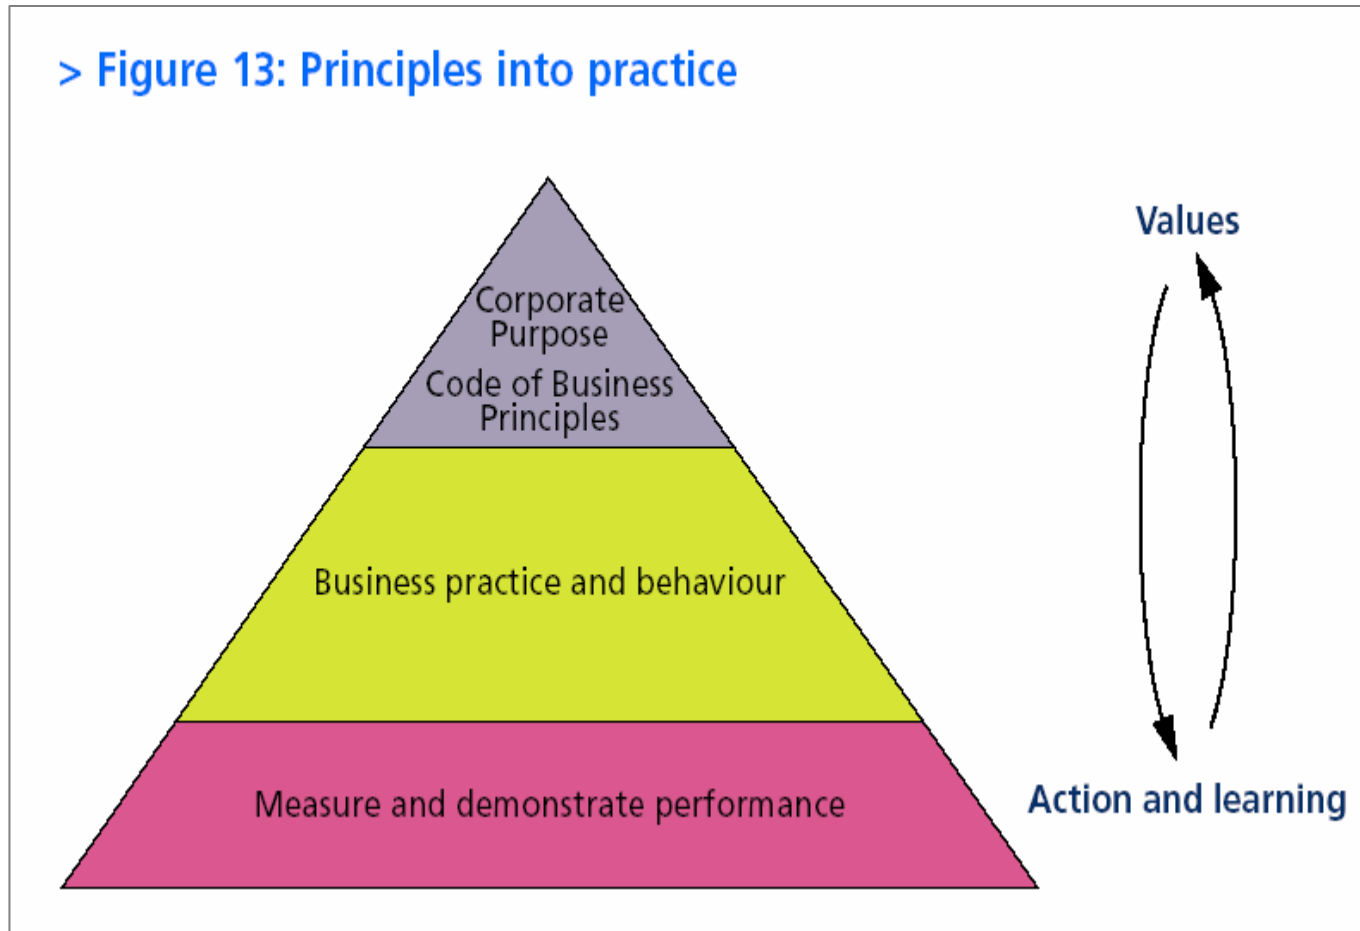 > Figure 13: Principles into practice
Values
Corporate
Purpose
Code of Business
Principles
Business practice and behaviour
Measure and demonstrate performance
Action and learning